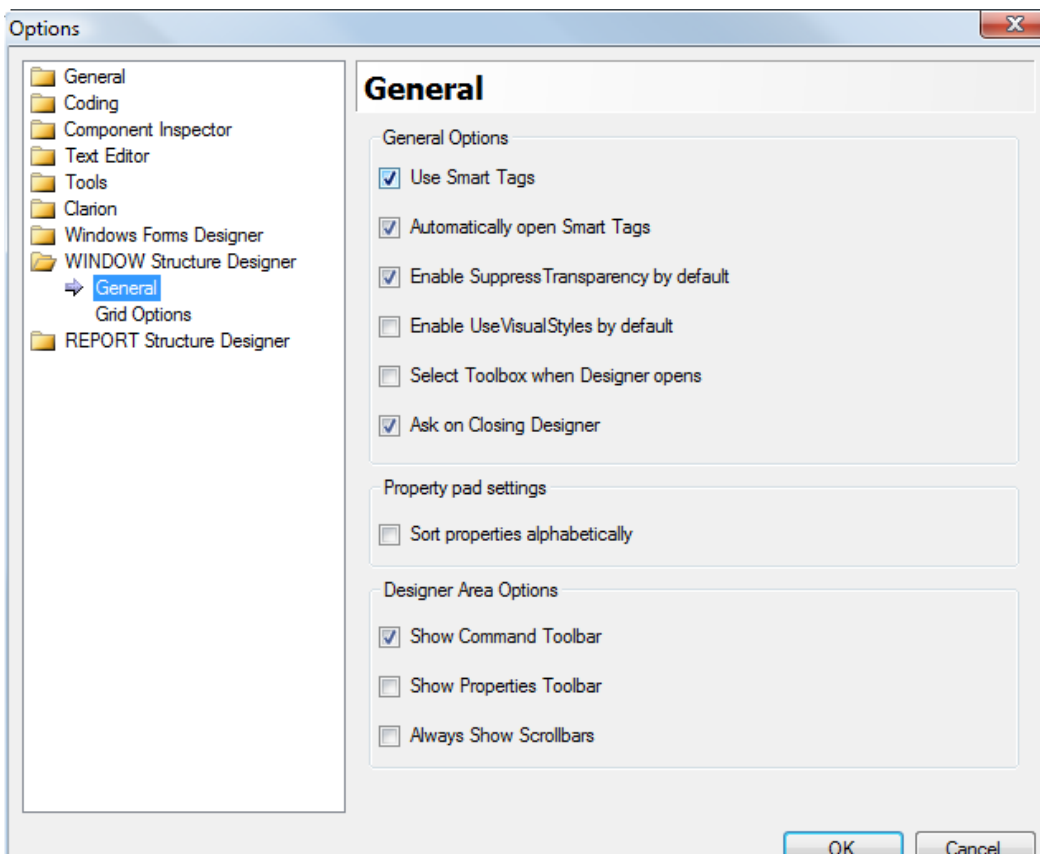 Options
General
Coding
Component Inspector
Text Editor
Tools
Clarion
Windows Forms Designer
WINDOW Structure Designer
General
Grid Options
REPORT Structure Designer
General
General Options
Use Smart Tags
Automatically open Smart Tags
Enable SuppressTransparency by default
Enable UseVisualStyles by default
Select Toolbox when Designer opens
Ask on Closing Designer
Property pad settings
Sort properties alphabetically
Designer Area Options
Show Command Toolbar
Show Properties Toolbar
Always Show Scrollbars
OK
Cancel